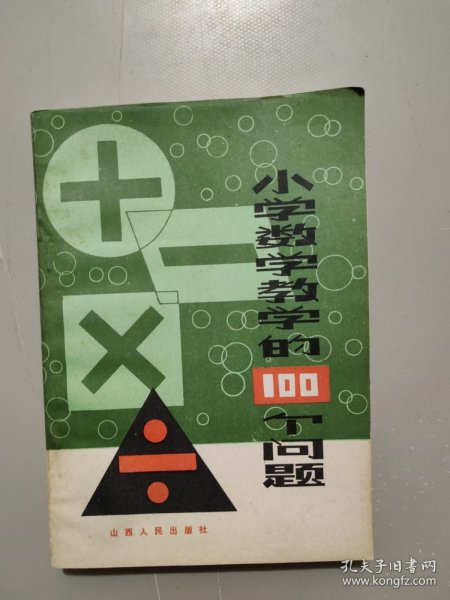 小学数学教学的
100
个问题
山西人民出版社
孔夫子旧书网
www.kongfz.com